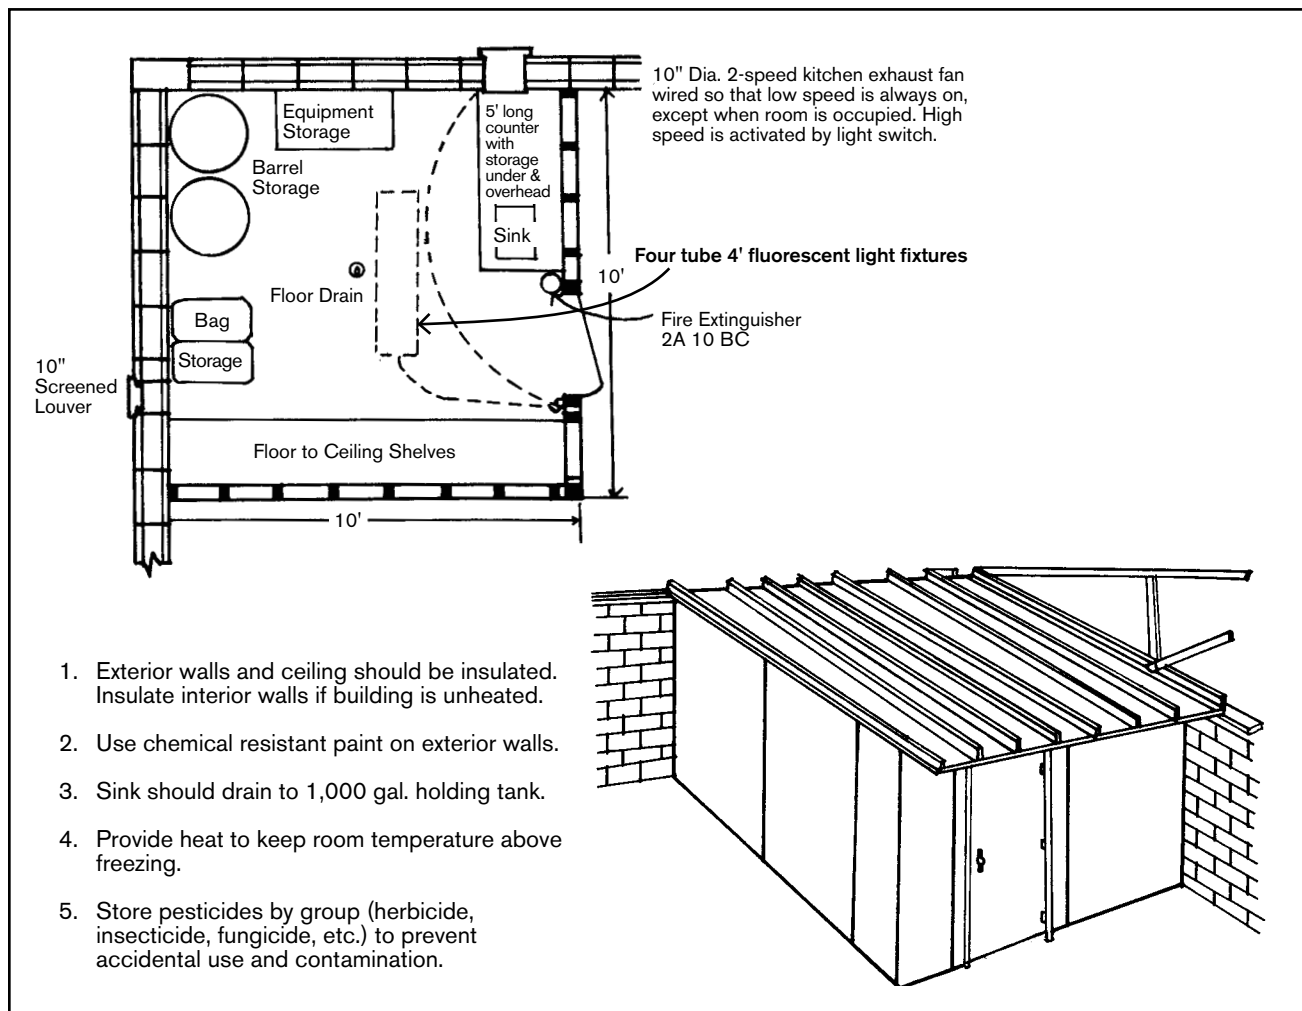 10" Dia. 2-speed kitchen exhaust fan
wired so that low speed is always on,
except when room is occupied. High
speed is activated by light switch.
Equipment
Storage
5' long
counter
with
storage
under &
overhead
Sink
Barrel
Storage
Four tube 4' fluorescent light fixtures
10'
Floor Drain
Fire Extinguisher
2A 10 BC
Bag
Storage
10"
Screened
Louver
Floor to Ceiling Shelves
10'
1. Exterior walls and ceiling should be insulated.
Insulate interior walls if building is unheated.
2. Use chemical resistant paint on exterior walls.
3. Sink should drain to 1,000 gal. holding tank.
4. Provide heat to keep room temperature above
freezing.
5. Store pesticides by group (herbicide,
insecticide, fungicide, etc.) to prevent
accidental use and contamination.